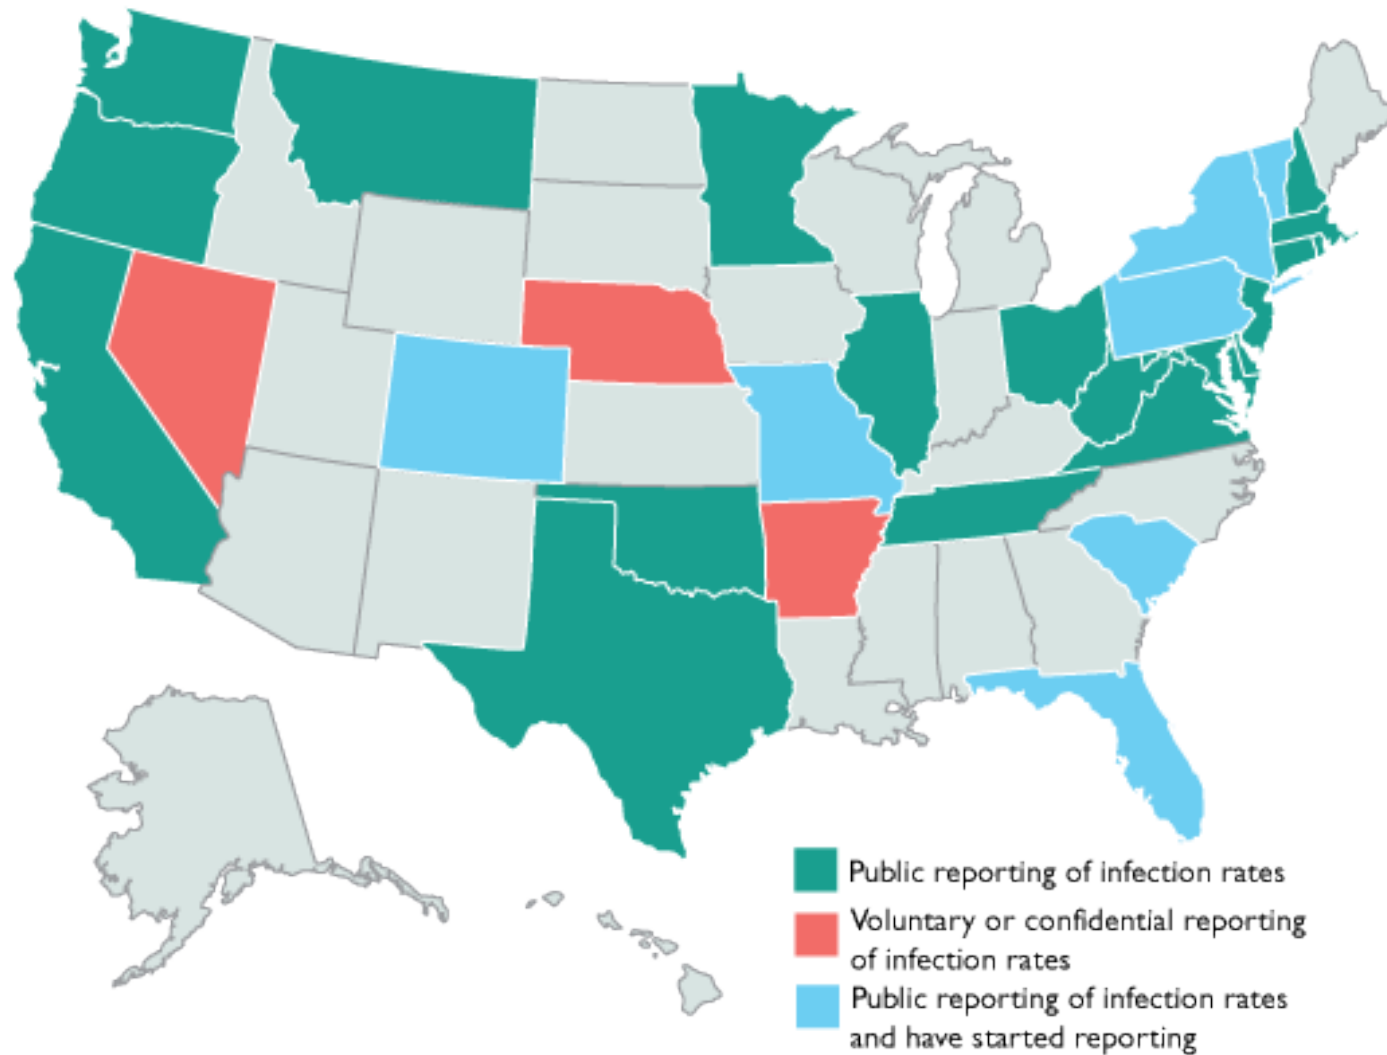 Public reporting of infection rates
Voluntary or confidential reporting
of infection rates
Public reporting of infection rates
and have started reporting